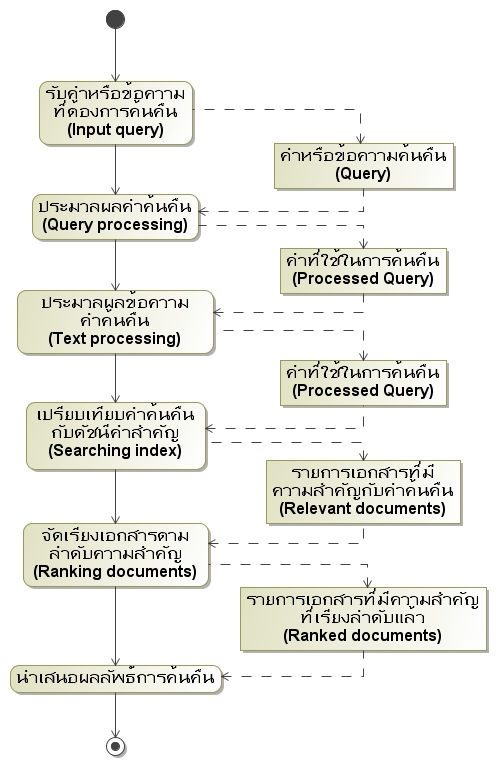 รับคำหรือข้อความ
ที่ต้องการค้นคืน
(Input query)
คำหรือข้อความค้นคืน
(Query)
ประมาลผลคำค้นคืน
(Query processing)
คำที่ใช้ในการค้นคืน
(Processed Query)
ประมาลผลข้อความ
คำค้นคืน
(Text processing)
คำที่ใช้ในการค้นคืน
(Processed Query)
เปรียบเทียบคำค้นคืน
กับดัชนีคำสำคัญ
(Searching index)
รายการเอกสารที่มี
ความสำคัญกับคำค้นคืน
(Relevant documents)
จัดเรียงเอกสารตาม
ลำดับความสำคัญ
(Ranking documents)
รายการเอกสารที่มีความสำคัญ
ที่เรียงลำดับแล้ว
(Ranked documents)
นำเสนอผลลัพธ์การค้นคืน